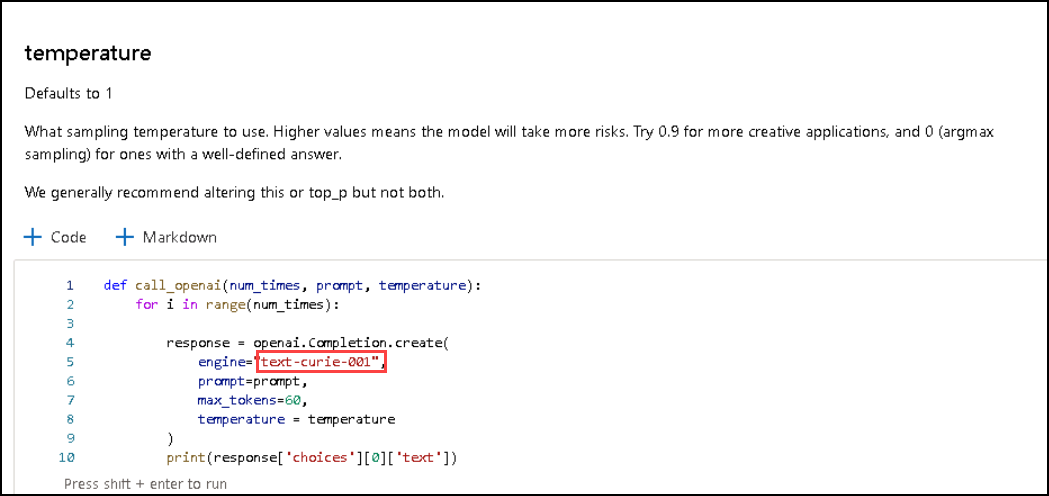 temperature
Defaults to 1
What sampling temperature to use. Higher values means the model will take more risks. Try 0.9 for more creative applications, and 0 (argmax
sampling) for ones with a well-defined answer.
We generally recommend altering this or top_p but not both.
+ Code + Markdown
1 def call_openai(num_times, prompt, temperature):
2     for i in range(num_times):
3
4         response = openai.Completion.create(
5             engine="text-curie-001",
6             prompt=prompt,
7             max_tokens=60,
8             temperature = temperature
9         )
10         print(response['choices'][0]['text'])
Press shift + enter to run